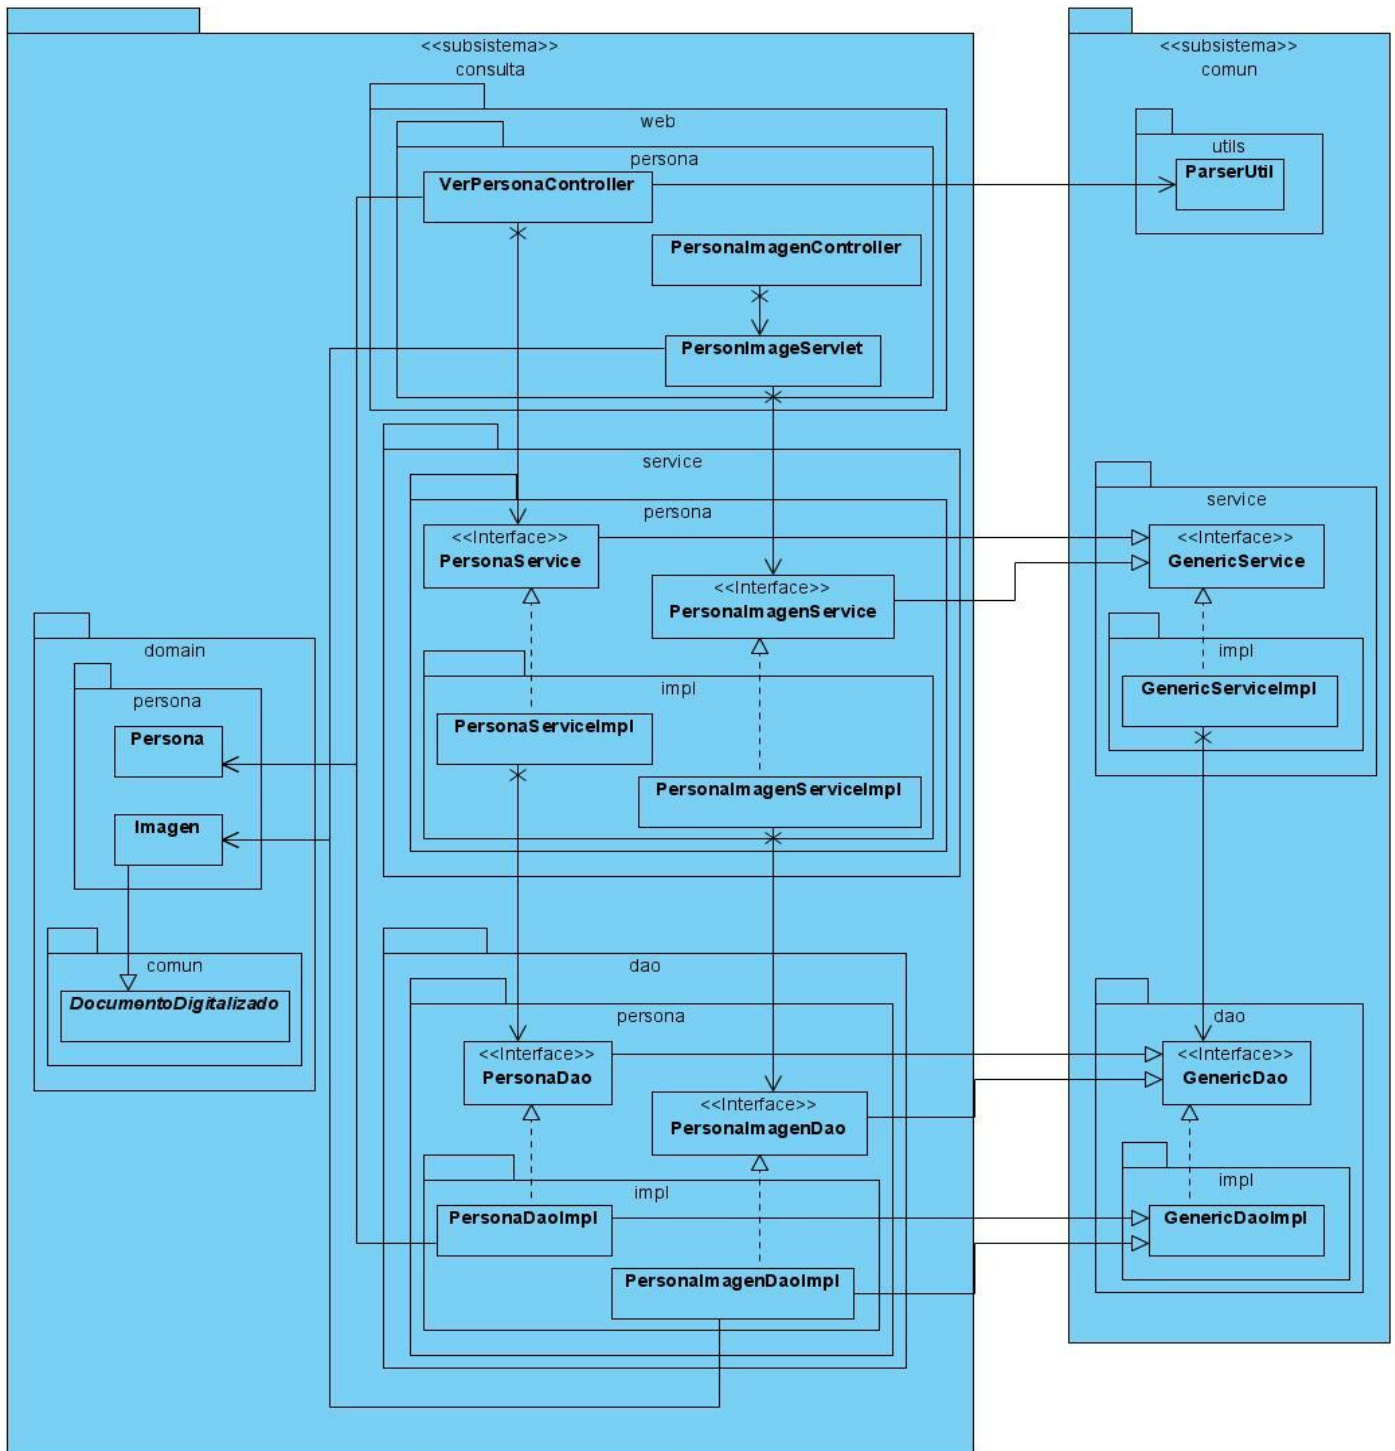 <<subsistema>>
consulta
web
persona
VerPersonaController
PersonaImagenController
PersonImageServlet
service
persona
<<Interface>>
PersonaService
<<Interface>>
PersonaImagenService
impl
PersonaServiceImpl
PersonaImagenServiceImpl
domain
persona
Persona
Imagen
comun
DocumentoDigitalizado
dao
persona
<<Interface>>
PersonaDao
<<Interface>>
PersonaImagenDao
impl
PersonaDaoImpl
PersonaImagenDaoImpl
<<subsistema>>
comun
utils
ParserUtil
service
<<Interface>>
GenericService
impl
GenericServiceImpl
dao
<<Interface>>
GenericDao
impl
GenericDaoImpl